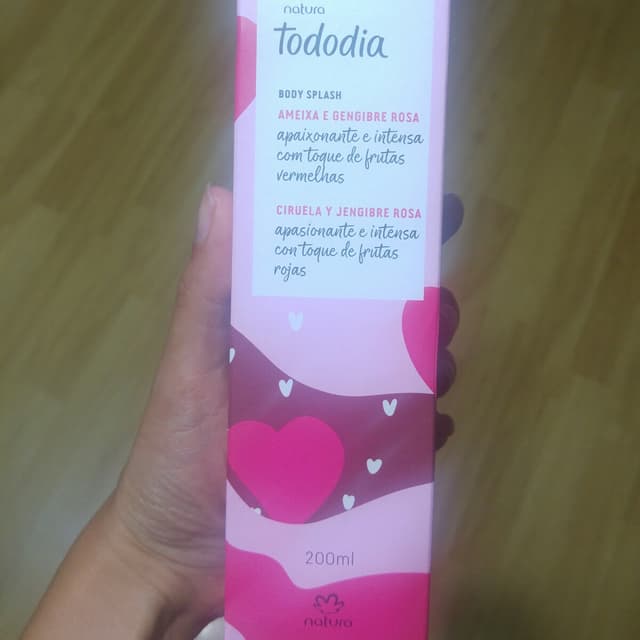 natura
tododia
BODY SPLASH
AMEIXA E GENGIBRE ROSA
apaixonante e intensa
com toque de frutas
vermelhas
CIRUELA Y JENGIBRE ROSA
apasionante e intensa
con toque de frutas
rojas
200ml
natura